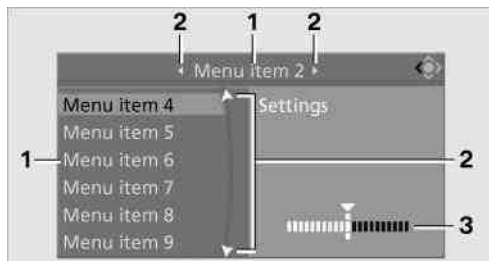 2 1 2
Menu item 2
Menu item 4 Settings
Menu item 5
1 Menu item 6 2
Menu item 7
Menu item 8 3
Menu item 9